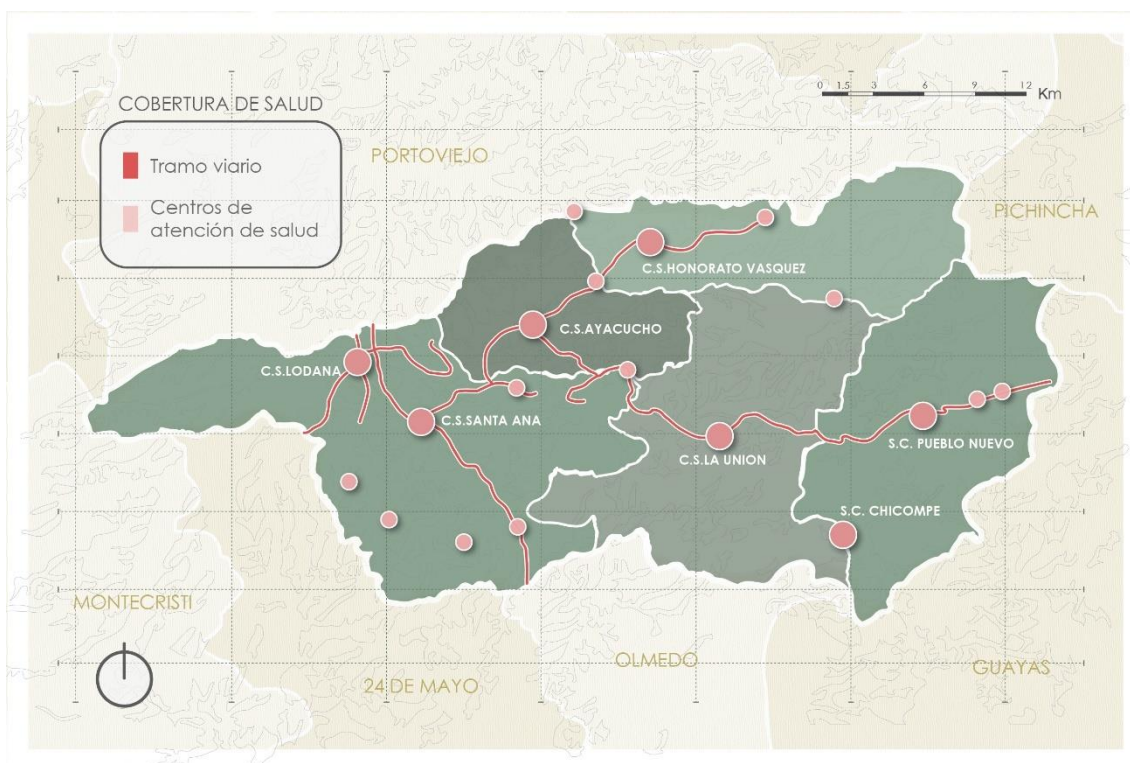 COBERTURA DE SALUD
Tramo viario
Centros de
atención de salud
0 1,5 3 6 9 12 Km
PORTOVIEJO
PICHINCHA
C.S.HONORATO VASQUEZ
C.S.AYACUCHO
C.S.LODANA
C.S.SANTA ANA
C.S.LA UNION
S.C. PUEBLO NUEVO
S.C. CHICOMPE
MONTECRISTI
24 DE MAYO
OLMEDO
GUAYAS